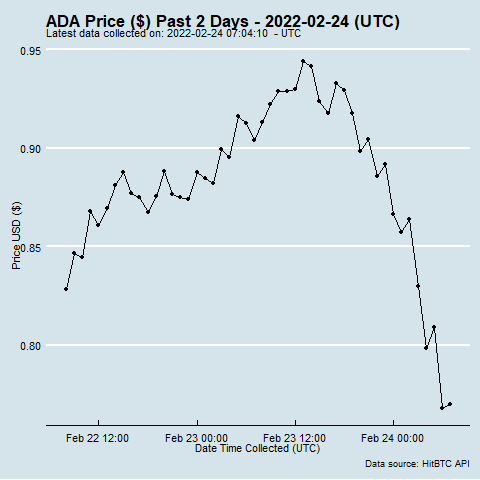 ADA Price ($) Past 2 Days - 2022-02-24 (UTC)
Latest data collected on: 2022-02-24 07:04:10  - UTC
0.95
0.90
0.85
0.80
Price USD ($)
Feb 22 12:00 Feb 23 00:00 Feb 23 12:00 Feb 24 00:00
Date Time Collected (UTC)
Data source: HitBTC API